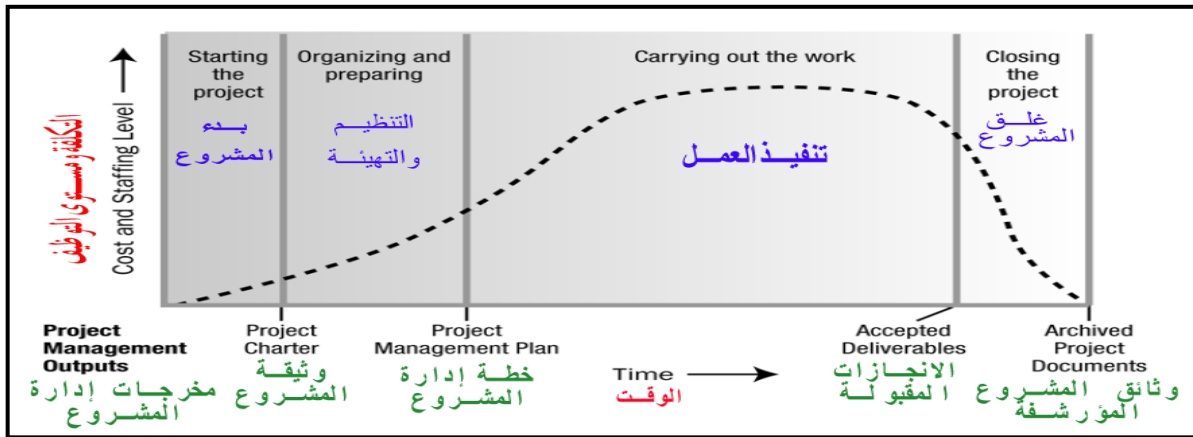 Starting
the
project
بدء
المشروع
Organizing and
preparing
التنظيم
والتهيئة
Carrying out the work
تنفيذ العمل
Closing
the
project
غلق
المشروع
التكلفة ومستوى التوظيف
Cost and Staffing Level
Project
Management
Outputs
مخرجات إدارة
المشروع
Project
Charter
وثيقة
المشروع
Project
Management Plan
خطة إدارة
المشروع
Time
الوقت
Accepted
Deliverables
الانجازات
المقبولة
Archived
Project
Documents
وثائق المشروع
المؤرشفة